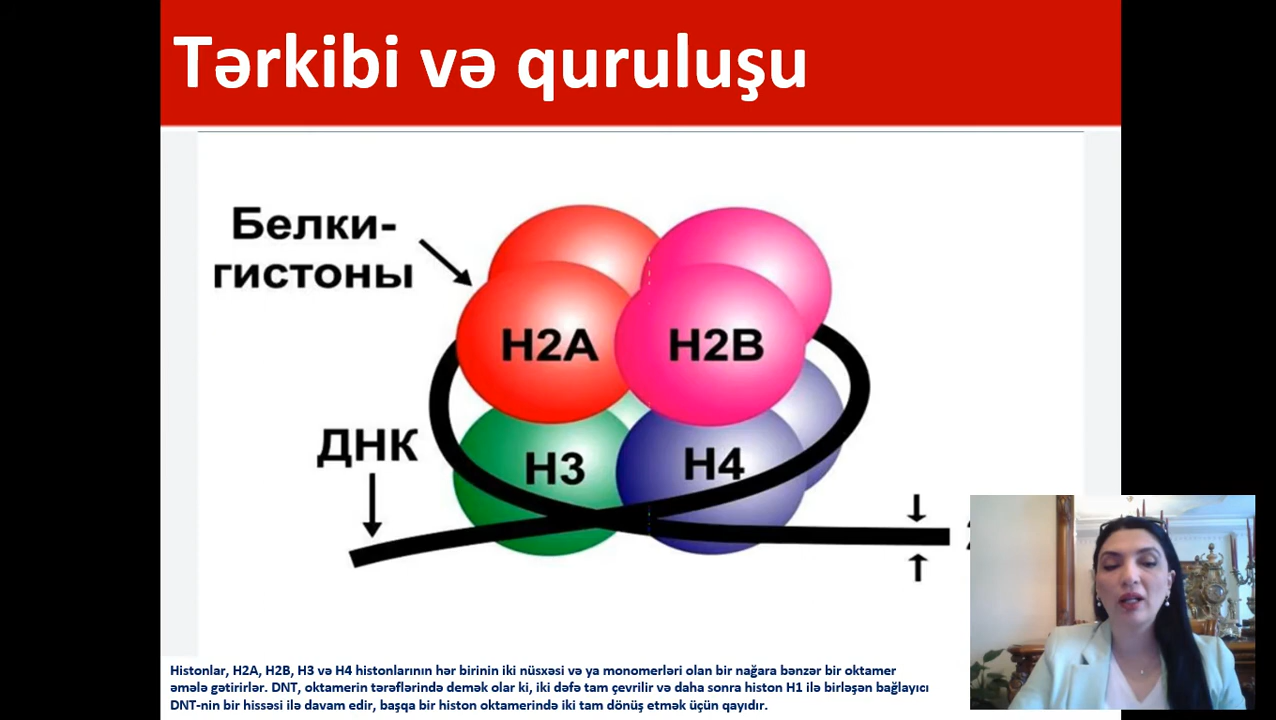 Tərkibi və quruluşu
Белки-
гистоны
H2A
H2B
ДНК
H3
H4
Histonlar, H2A, H2B, H3 və H4 histonlarının hər birinin iki nüsxəsi və ya monomerləri olan bir nağara bənzər bir oktamer
əmələ gətirirlər. DNT, oktamerin tərəflərində demək olar ki, iki dəfə tam çevrilir və daha sonra histon H1 ilə birləşən bağlayıcı
DNT-nin bir hissəsi ilə davam edir, başqa bir histon oktamerində iki tam dönüş etmək üçün qayıdır.